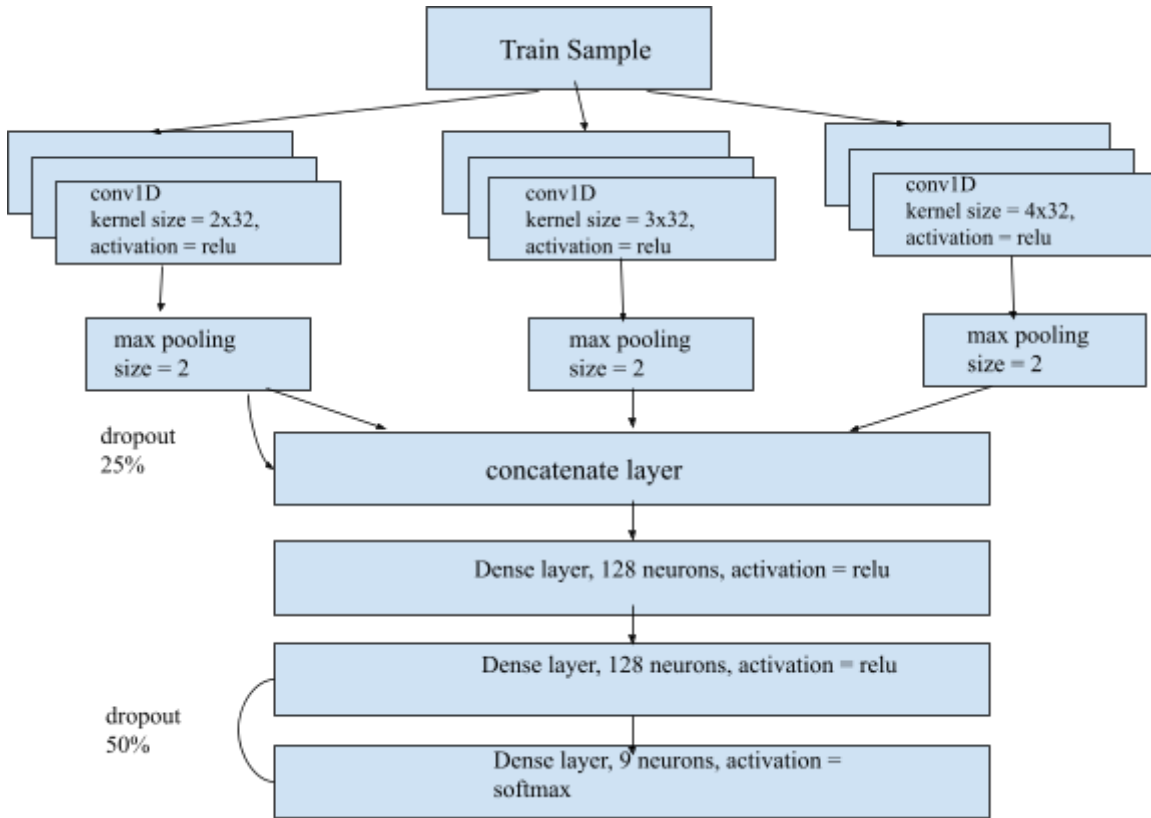 Train Sample
conv1D
kernel size = 2x32,
activation = relu
conv1D
kernel size = 3x32,
activation = relu
conv1D
kernel size = 4x32,
activation = relu
max pooling
size = 2
max pooling
size = 2
max pooling
size = 2
dropout
25%
concatenate layer
Dense layer, 128 neurons, activation = relu
Dense layer, 128 neurons, activation = relu
dropout
50%
Dense layer, 9 neurons, activation =
softmax